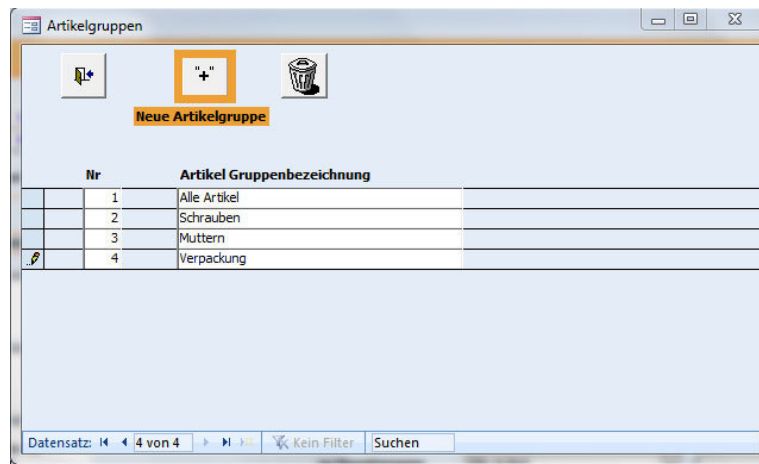 Artikelgruppen
"+"
Neue Artikelgruppe
Nr Artikel Gruppenbezeichnung
1 Alle Artikel
2 Schrauben
3 Muttern
4 Verpackung
Datensatz: 4 von 4 Kein Filter Suchen